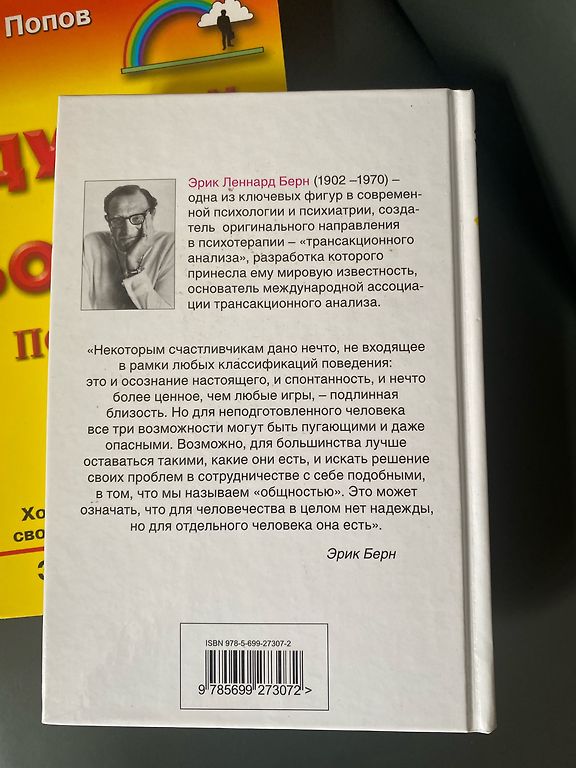 Попов
Эрик Леннард Берн (1902 –1970) –
одна из ключевых фигур в современ-
ной психологии и психиатрии, созда-
тель оригинального направления
в психотерапии – «трансакционного
анализа», разработка которого
принесла ему мировую известность,
основатель международной ассоциа-
ции трансакционного анализа.
«Некоторым счастливчикам дано нечто, не входящее
в рамки любых классификаций поведения:
это и осознание настоящего, и спонтанность, и нечто
более ценное, чем любые игры, – подлинная
близость. Но для неподготовленного человека
все три возможности могут быть пугающими и даже
опасными. Возможно, для большинства лучше
оставаться такими, какие они есть, и искать решение
своих проблем в сотрудничестве с себе подобными,
в том, что мы называем «общностью». Это может
означать, что для человечества в целом нет надежды,
но для отдельного человека она есть».
Эрик Берн
ISBN 978-5-699-27307-2
9 785699 273072 >